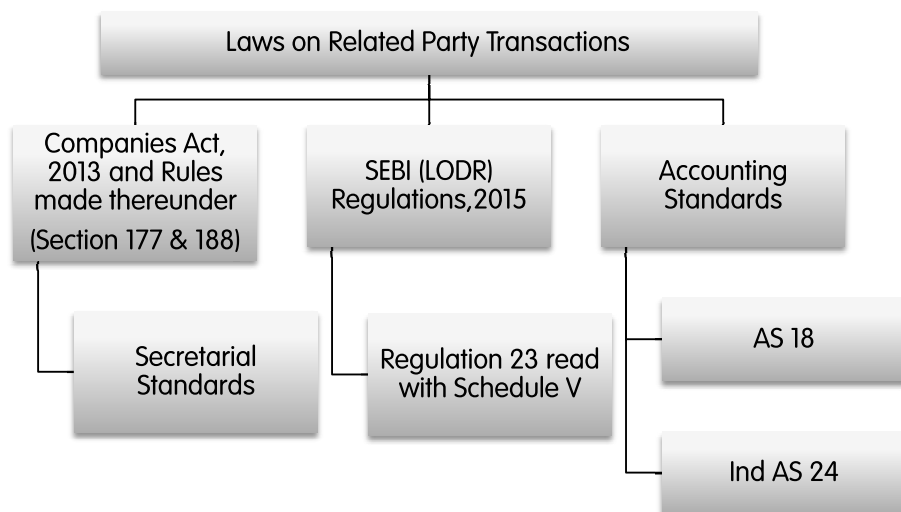 Laws on Related Party Transactions
Companies Act,
2013 and Rules
made thereunder
(Section 177 & 188)
SEBI (LODR)
Regulations,2015
Accounting
Standards
Secretarial
Standards
Regulation 23 read
with Schedule V
AS 18
Ind AS 24